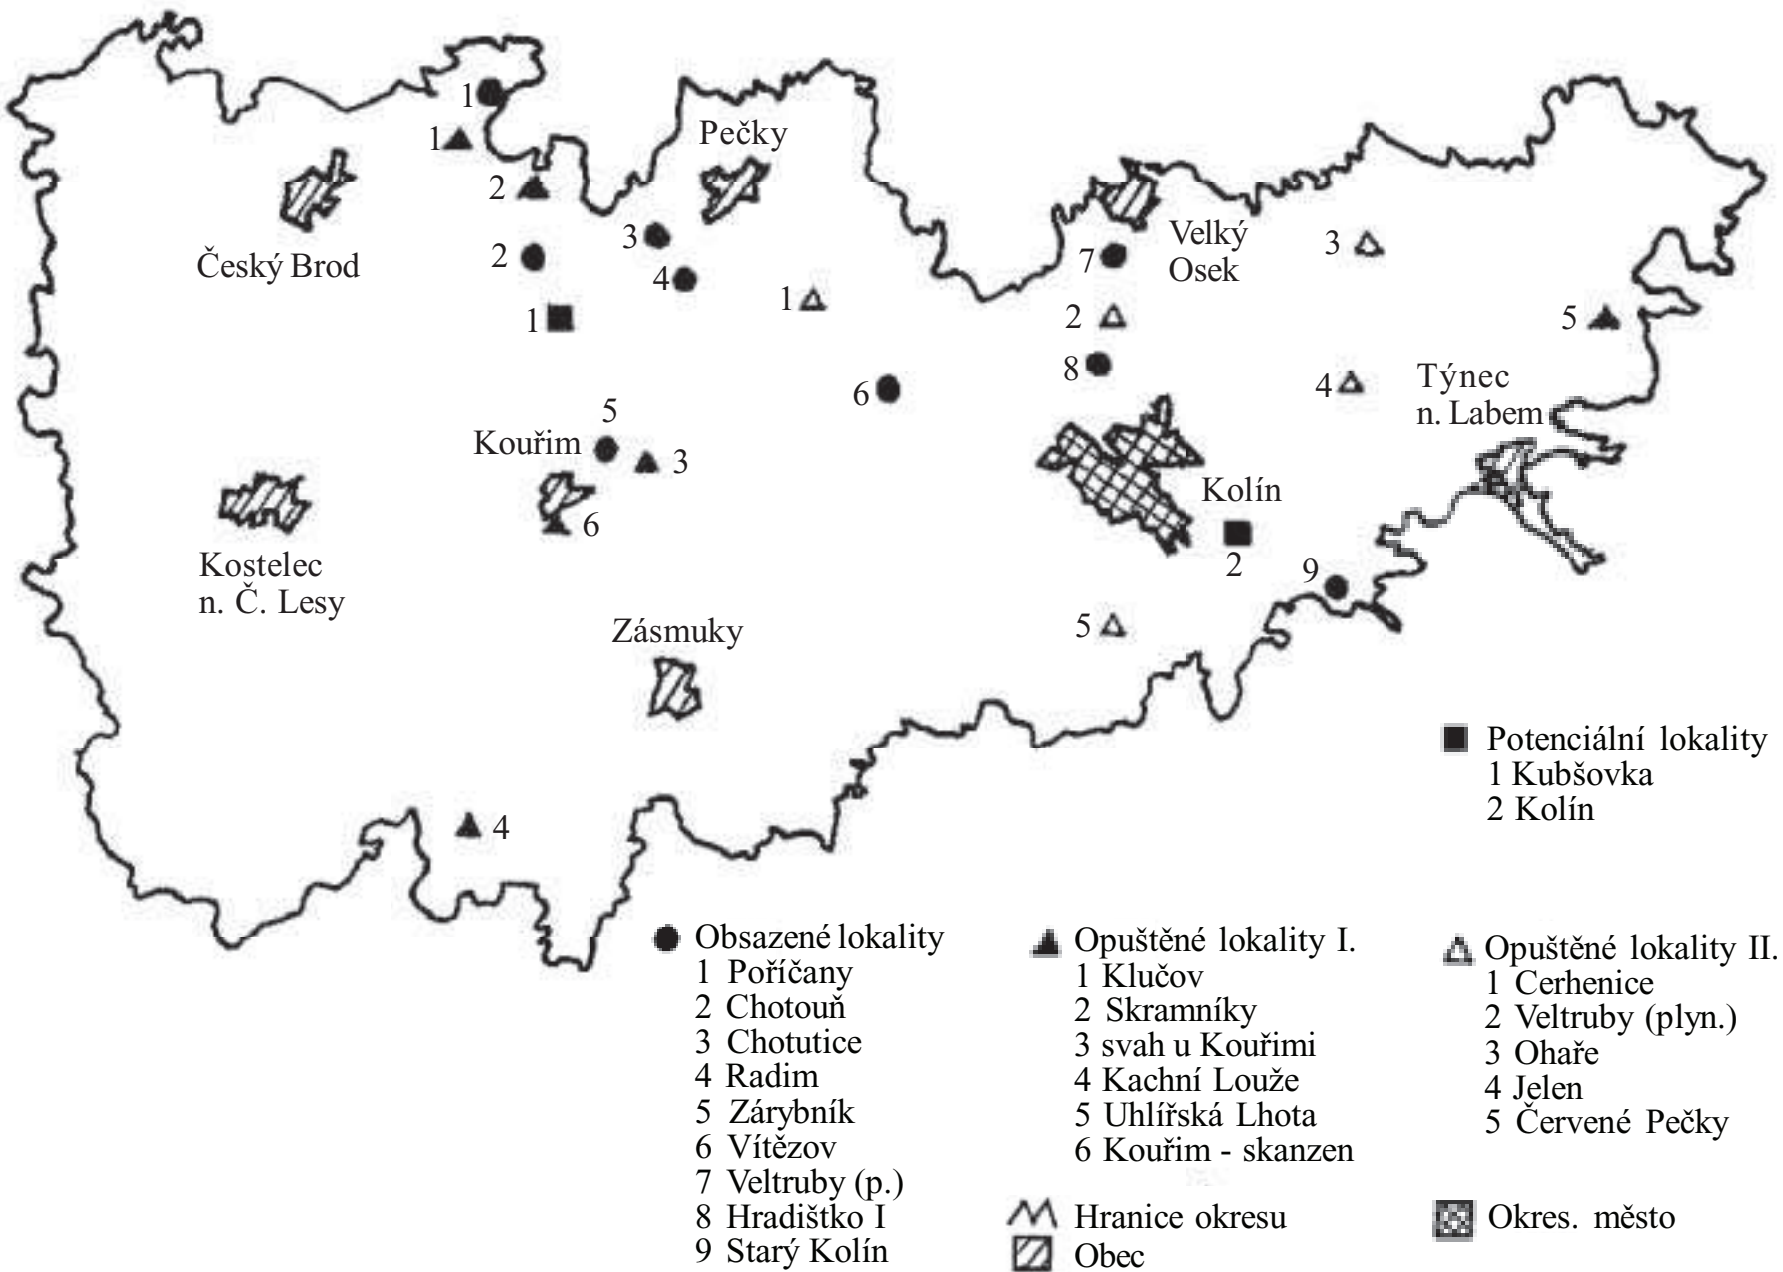 1
1
Pečky
2
3
Velký
Osek
2
7
3
Český Brod
4
1
1
2
5
8
6
4
Týnec
n. Labem
5
Kouřim
3
Kolín
6
2
9
Kostelec
n. Č. Lesy
Zásmuky
5
4
Potenciální lokality
1 Kubšovka
2 Kolín
Obsazené lokality
1 Poříčany
2 Chotouň
3 Chotutice
4 Radim
5 Zárybník
6 Vítězov
7 Veltruby (p.)
8 Hradištko I
9 Starý Kolín
Opuštěné lokality I.
1 Klučov
2 Skramníky
3 svah u Kouřimi
4 Kachní Louže
5 Uhlířská Lhota
6 Kouřim - skanzen
Opuštěné lokality II.
1 Cerhenice
2 Veltruby (plyn.)
3 Ohaře
4 Jelen
5 Červené Pečky
Hranice okresu
Obec
Okres. město